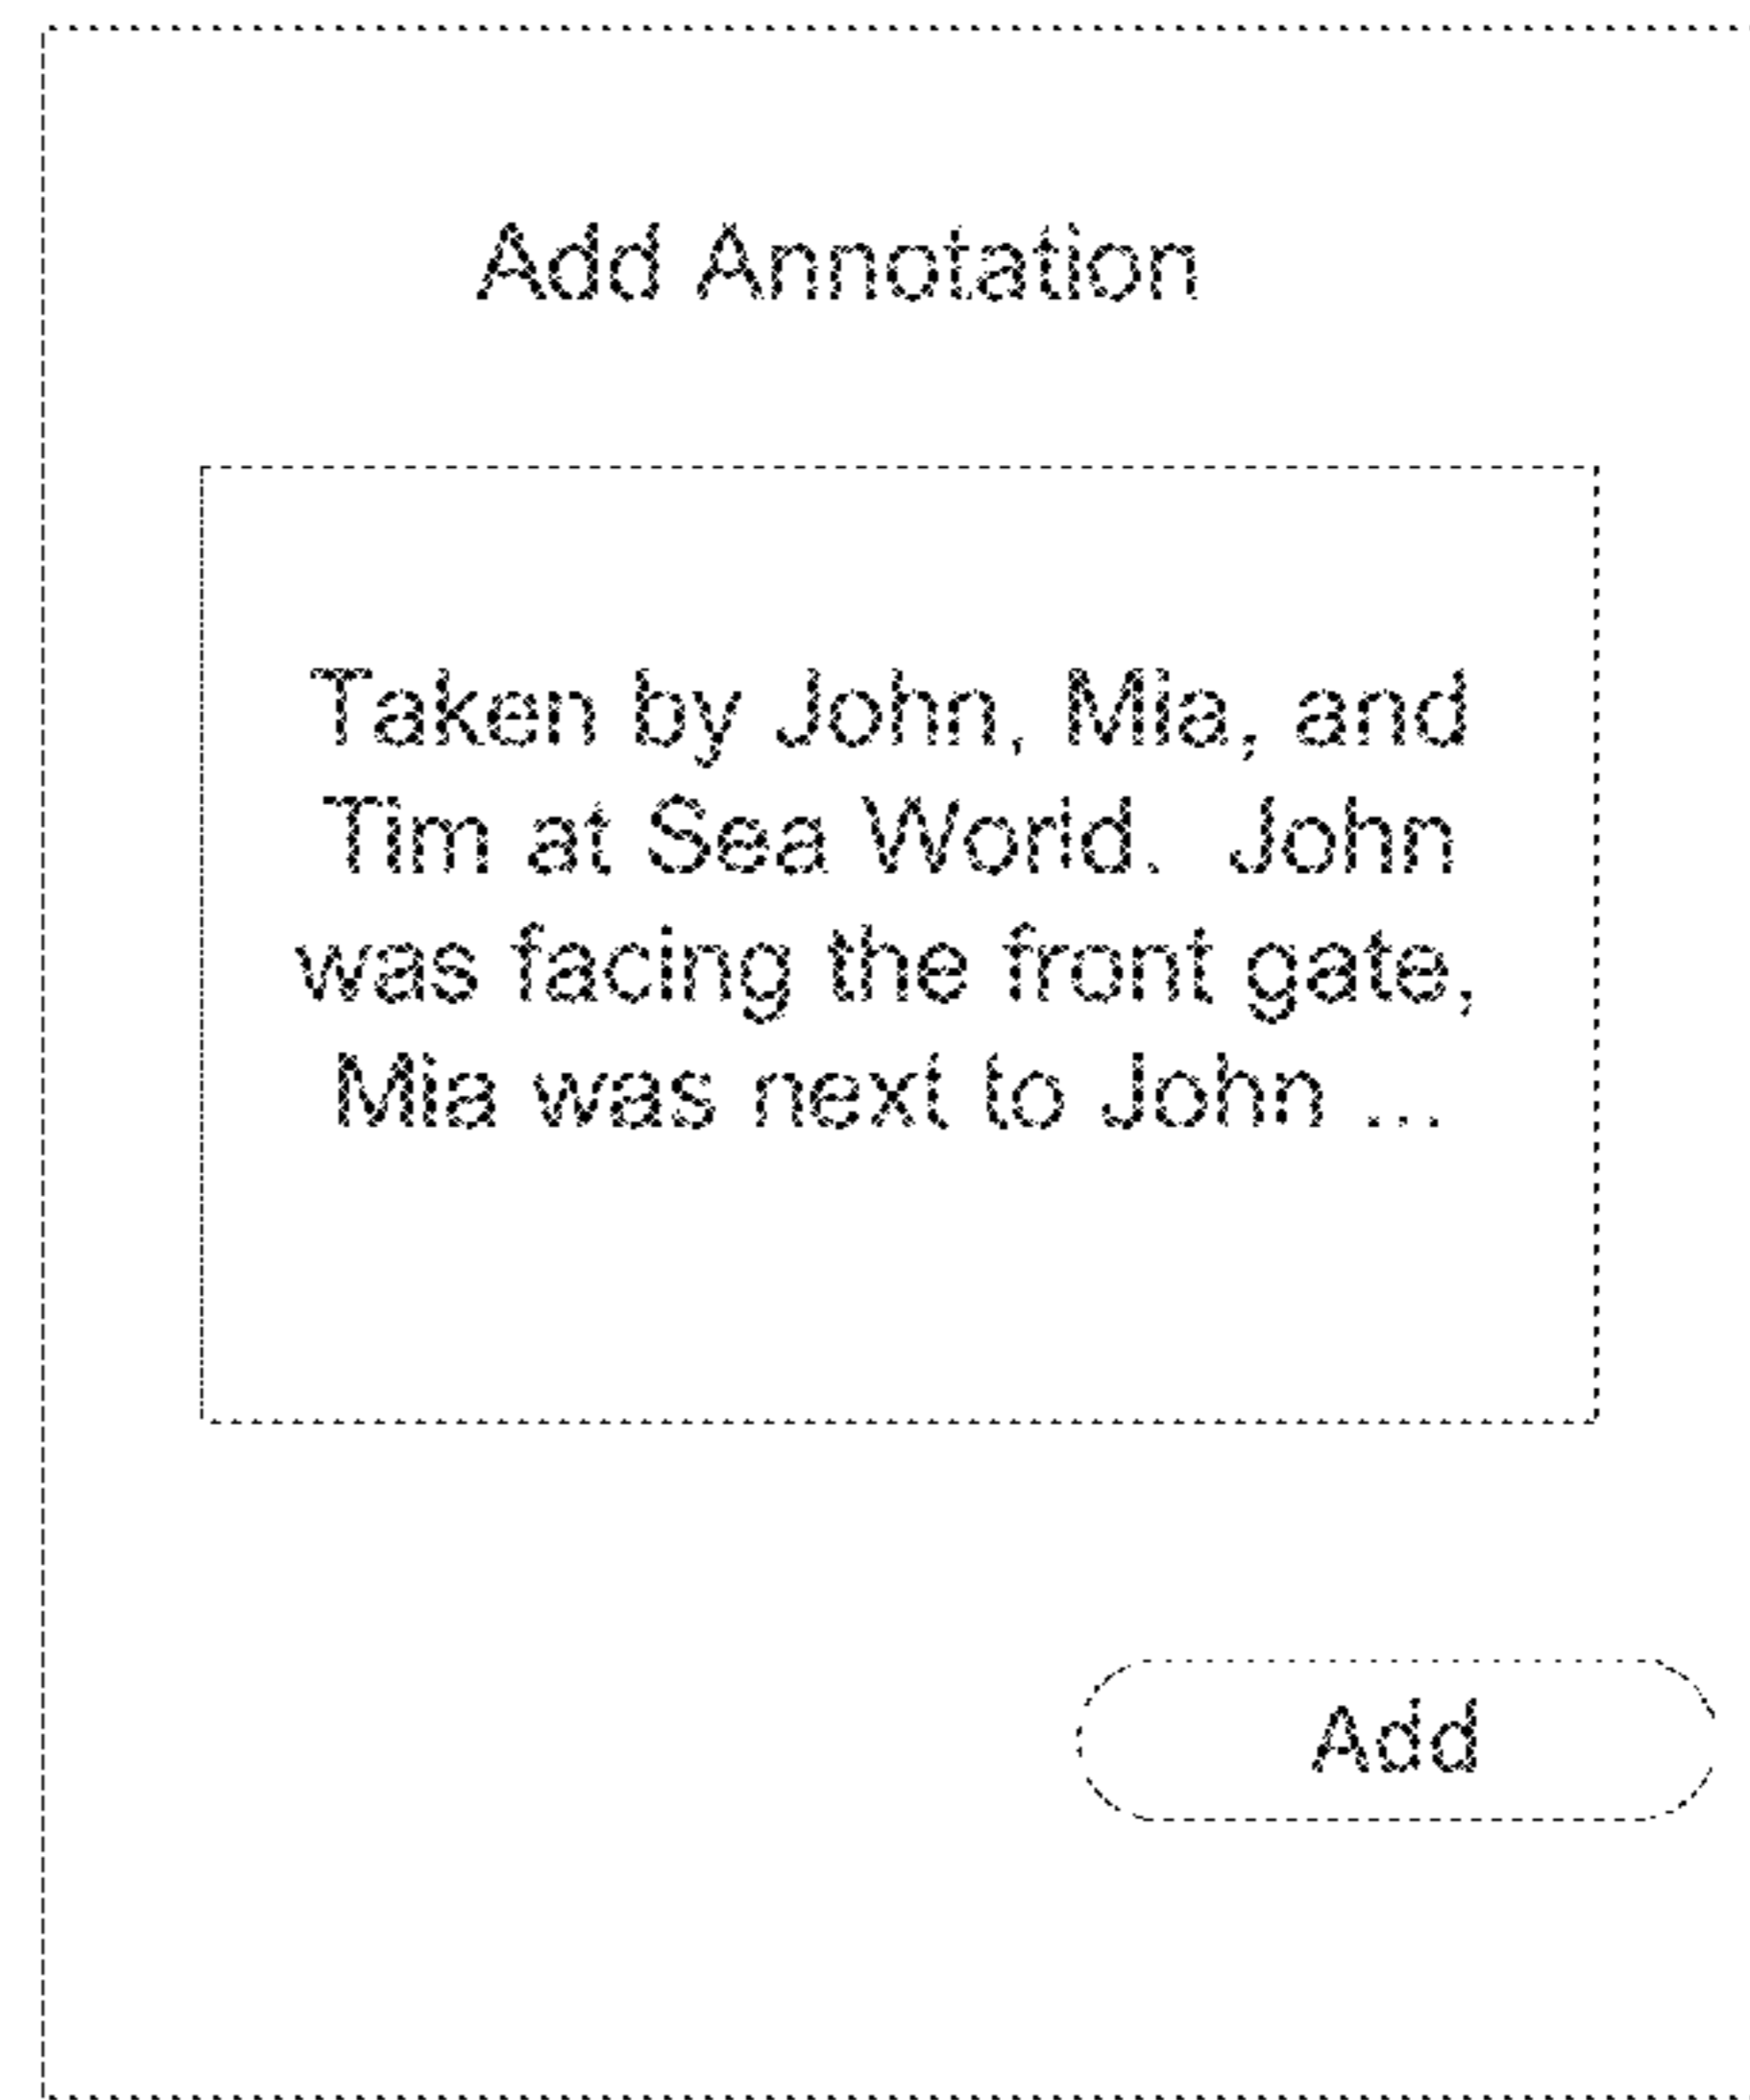 Add Annotation
Taken by John, Mia, and
Tim at Sea World.  John
was facing the front gate,
Mia was next to John ...
Add